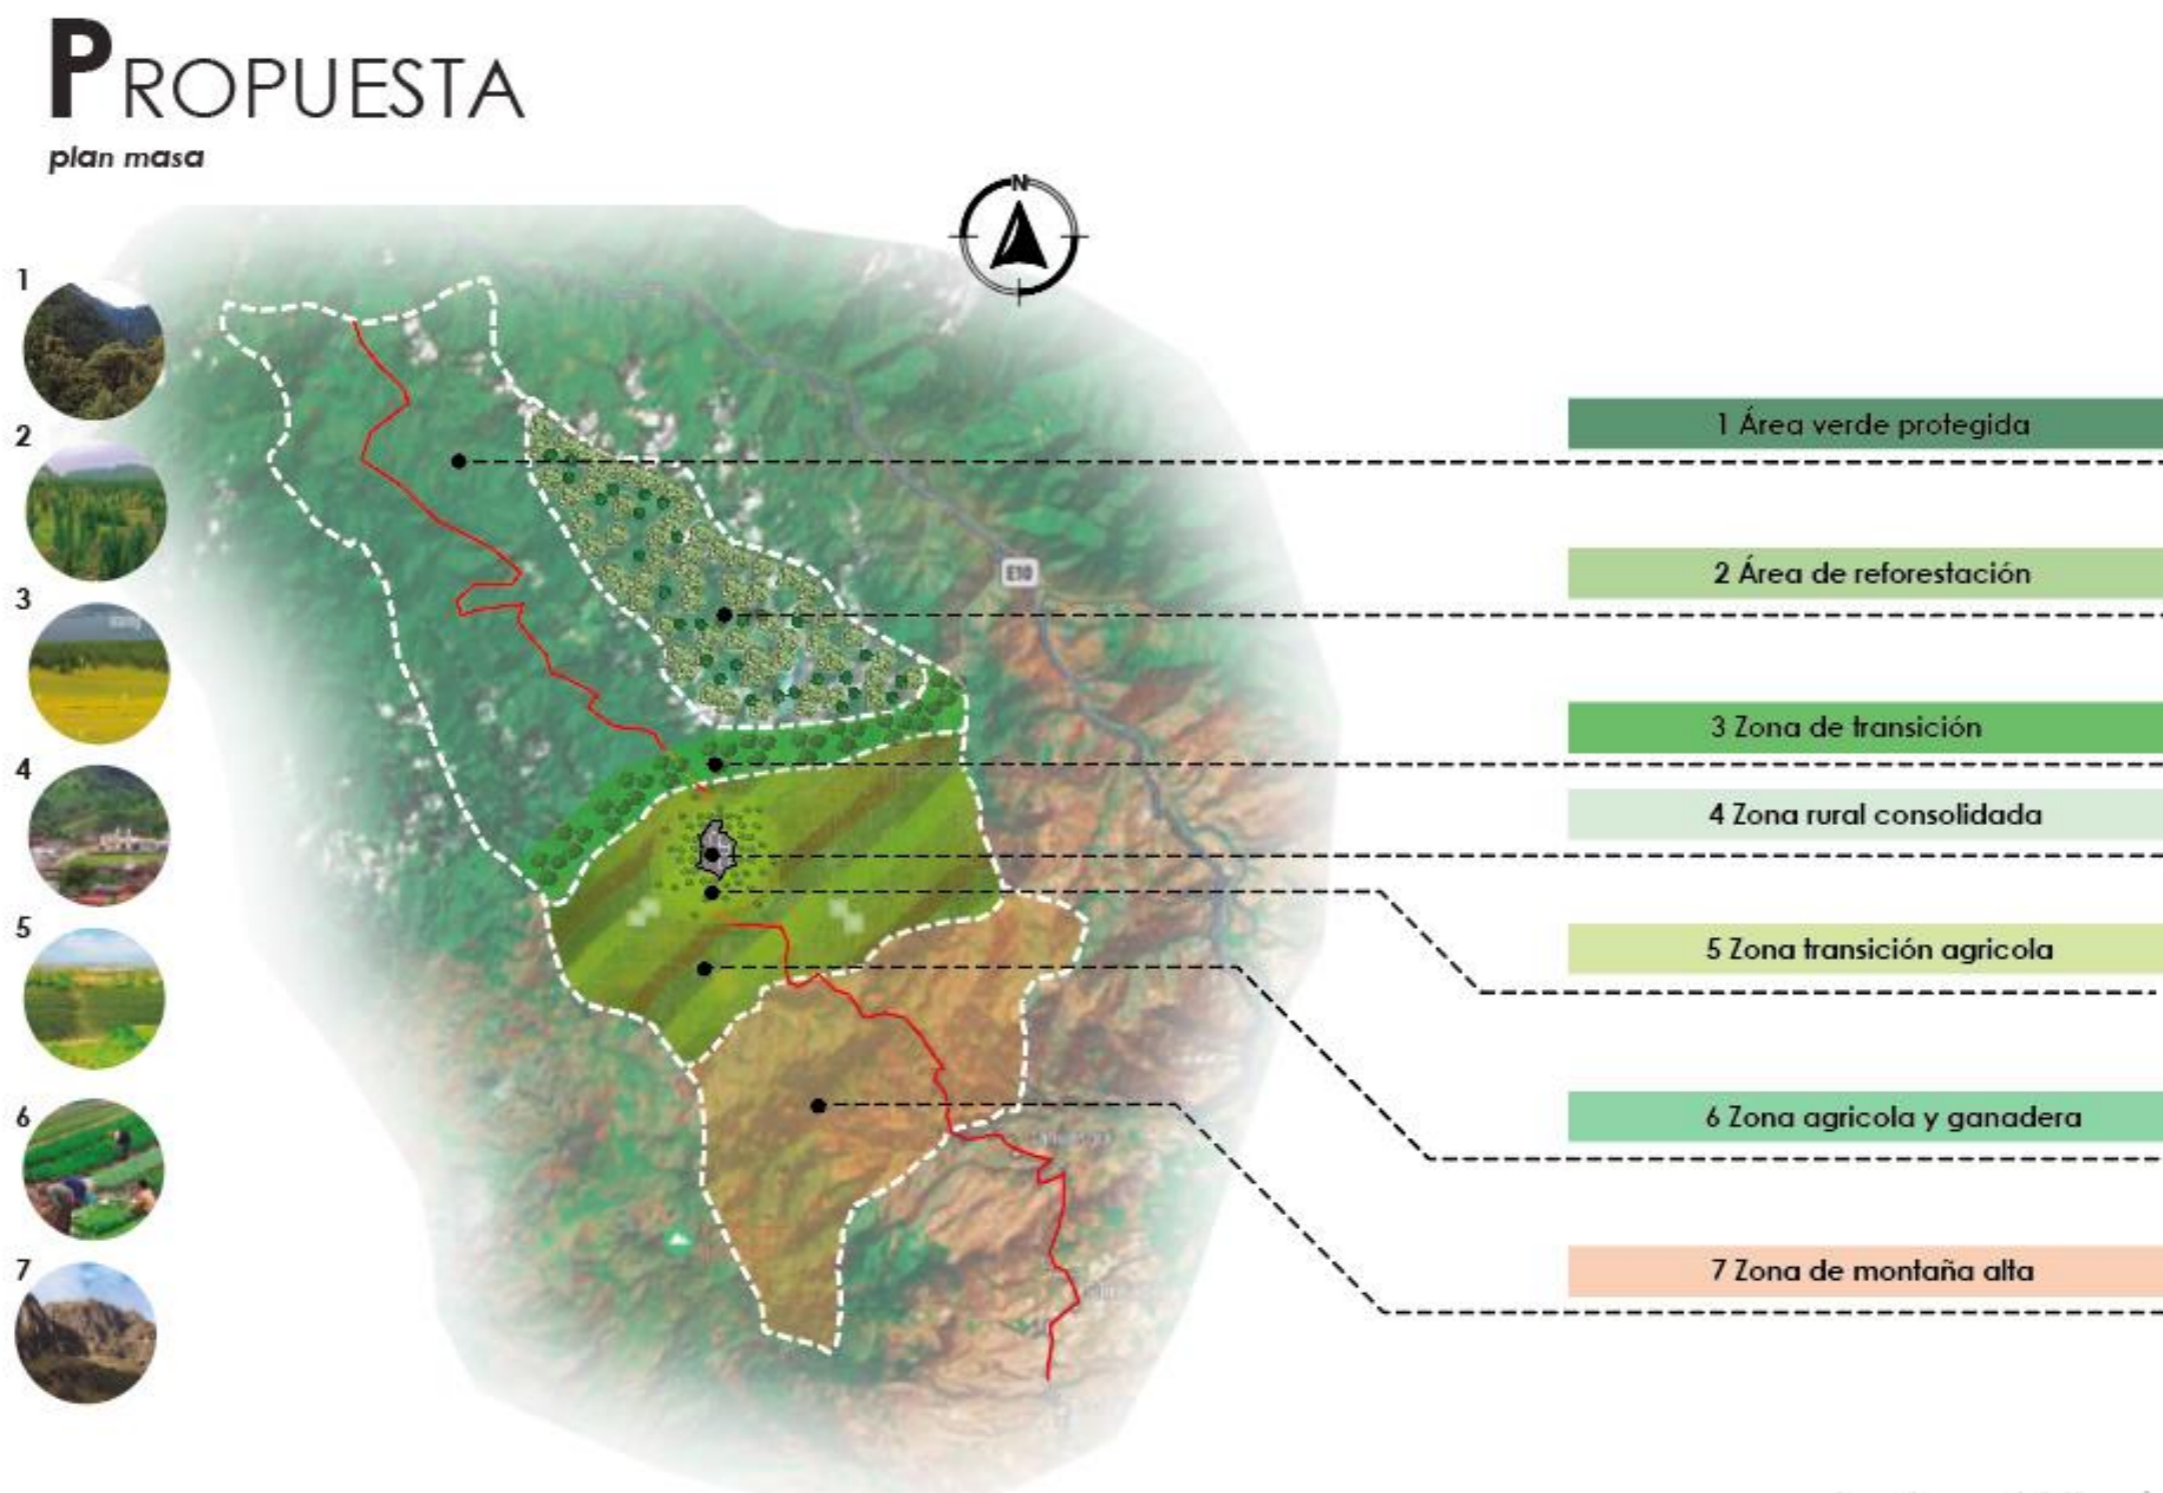 PROPUESTA
plan masa
N
1
2
3
4
5
6
7
E10
1 Área verde protegida
2 Área de reforestación
3 Zona de transición
4 Zona rural consolidada
5 Zona transición agricola
6 Zona agricola y ganadera
7 Zona de montaña alta